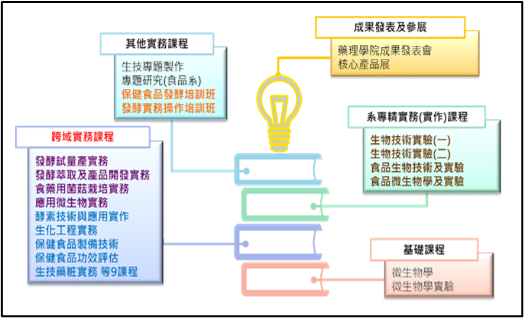 成果發表及參展
藥理學院成果發表會
核心產品展
其他實務課程
生技專題製作
專題研究(食品系)
保健食品發酵培訓班
發酵實務操作培訓班
系專精實務(實作)課程
生物技術實驗(一)
生物技術實驗(二)
食品生物技術及實驗
食品微生物學及實驗
跨域實務課程
發酵試量產實務
發酵萃取及產品開發實務
食藥用菌菇栽培實務
應用微生物實務
酵素技術與應用實作
生化工程實務
保健食品製備技術
保健食品功效評估
生技藥粧實務 等9課程
基礎課程
微生物學
微生物學實驗